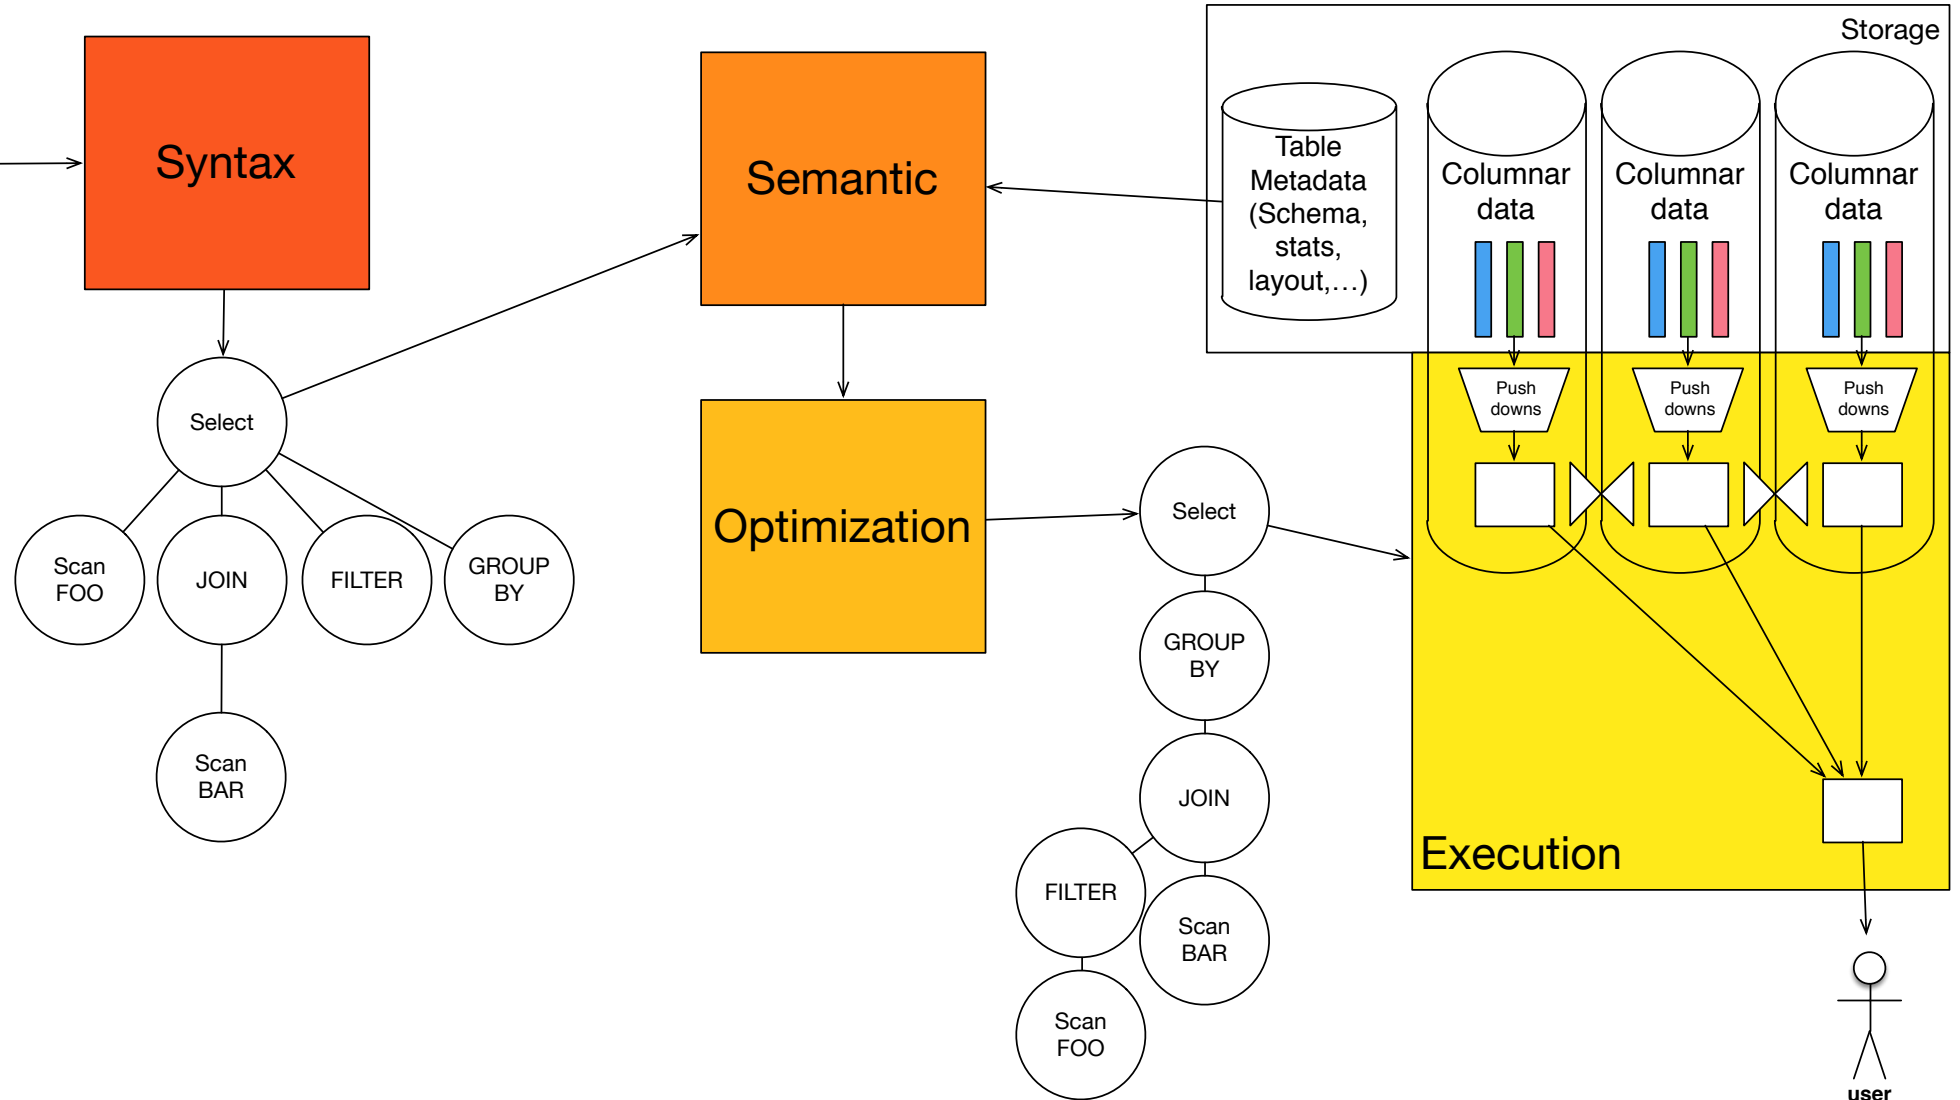 Storage
Syntax
Semantic
Table
Metadata
(Schema,
stats,
layout,...)
Columnar
data
Columnar
data
Columnar
data
Push
downs
Push
downs
Push
downs
Select
Scan
FOO
JOIN
FILTER
GROUP
BY
Scan
BAR
Optimization
Select
GROUP
BY
JOIN
FILTER
Scan
BAR
Scan
FOO
Execution
user